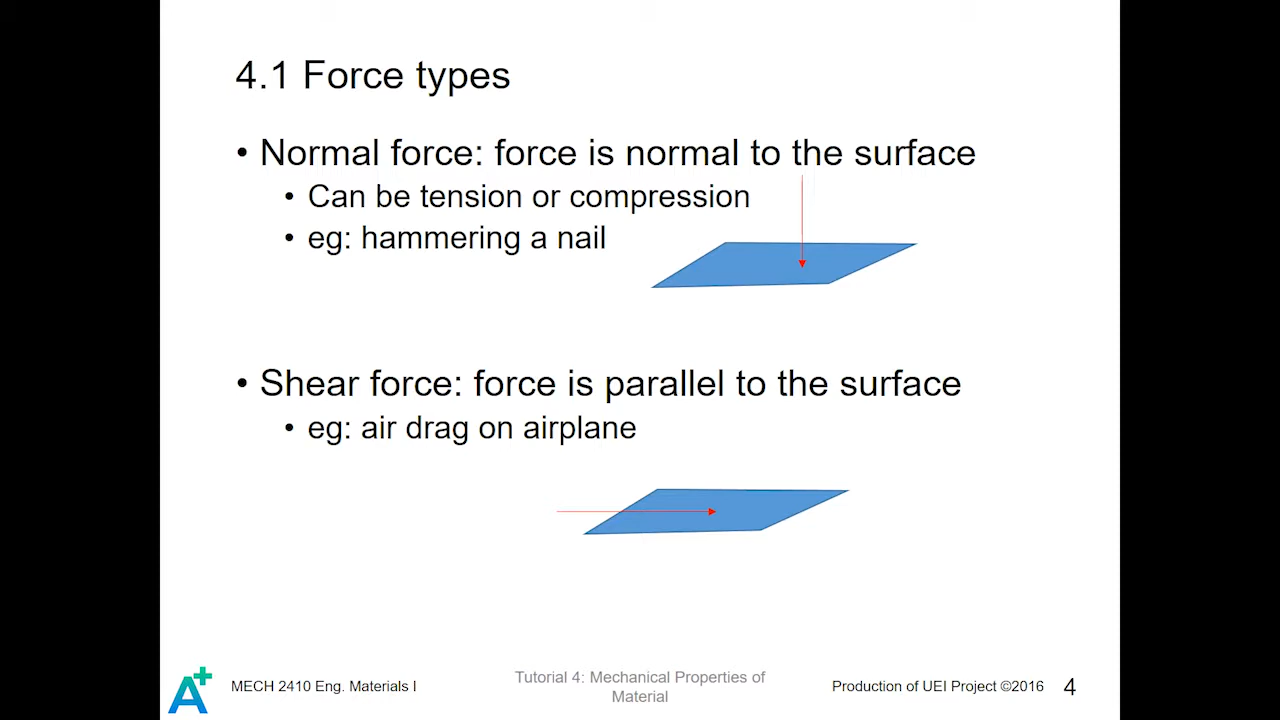 4.1 Force types
• Normal force: force is normal to the surface
• Can be tension or compression
• eg: hammering a nail
• Shear force: force is parallel to the surface
• eg: air drag on airplane
A+
MECH 2410 Eng. Materials I
Tutorial 4: Mechanical Properties of
Material
Production of UEI Project ©2016
4